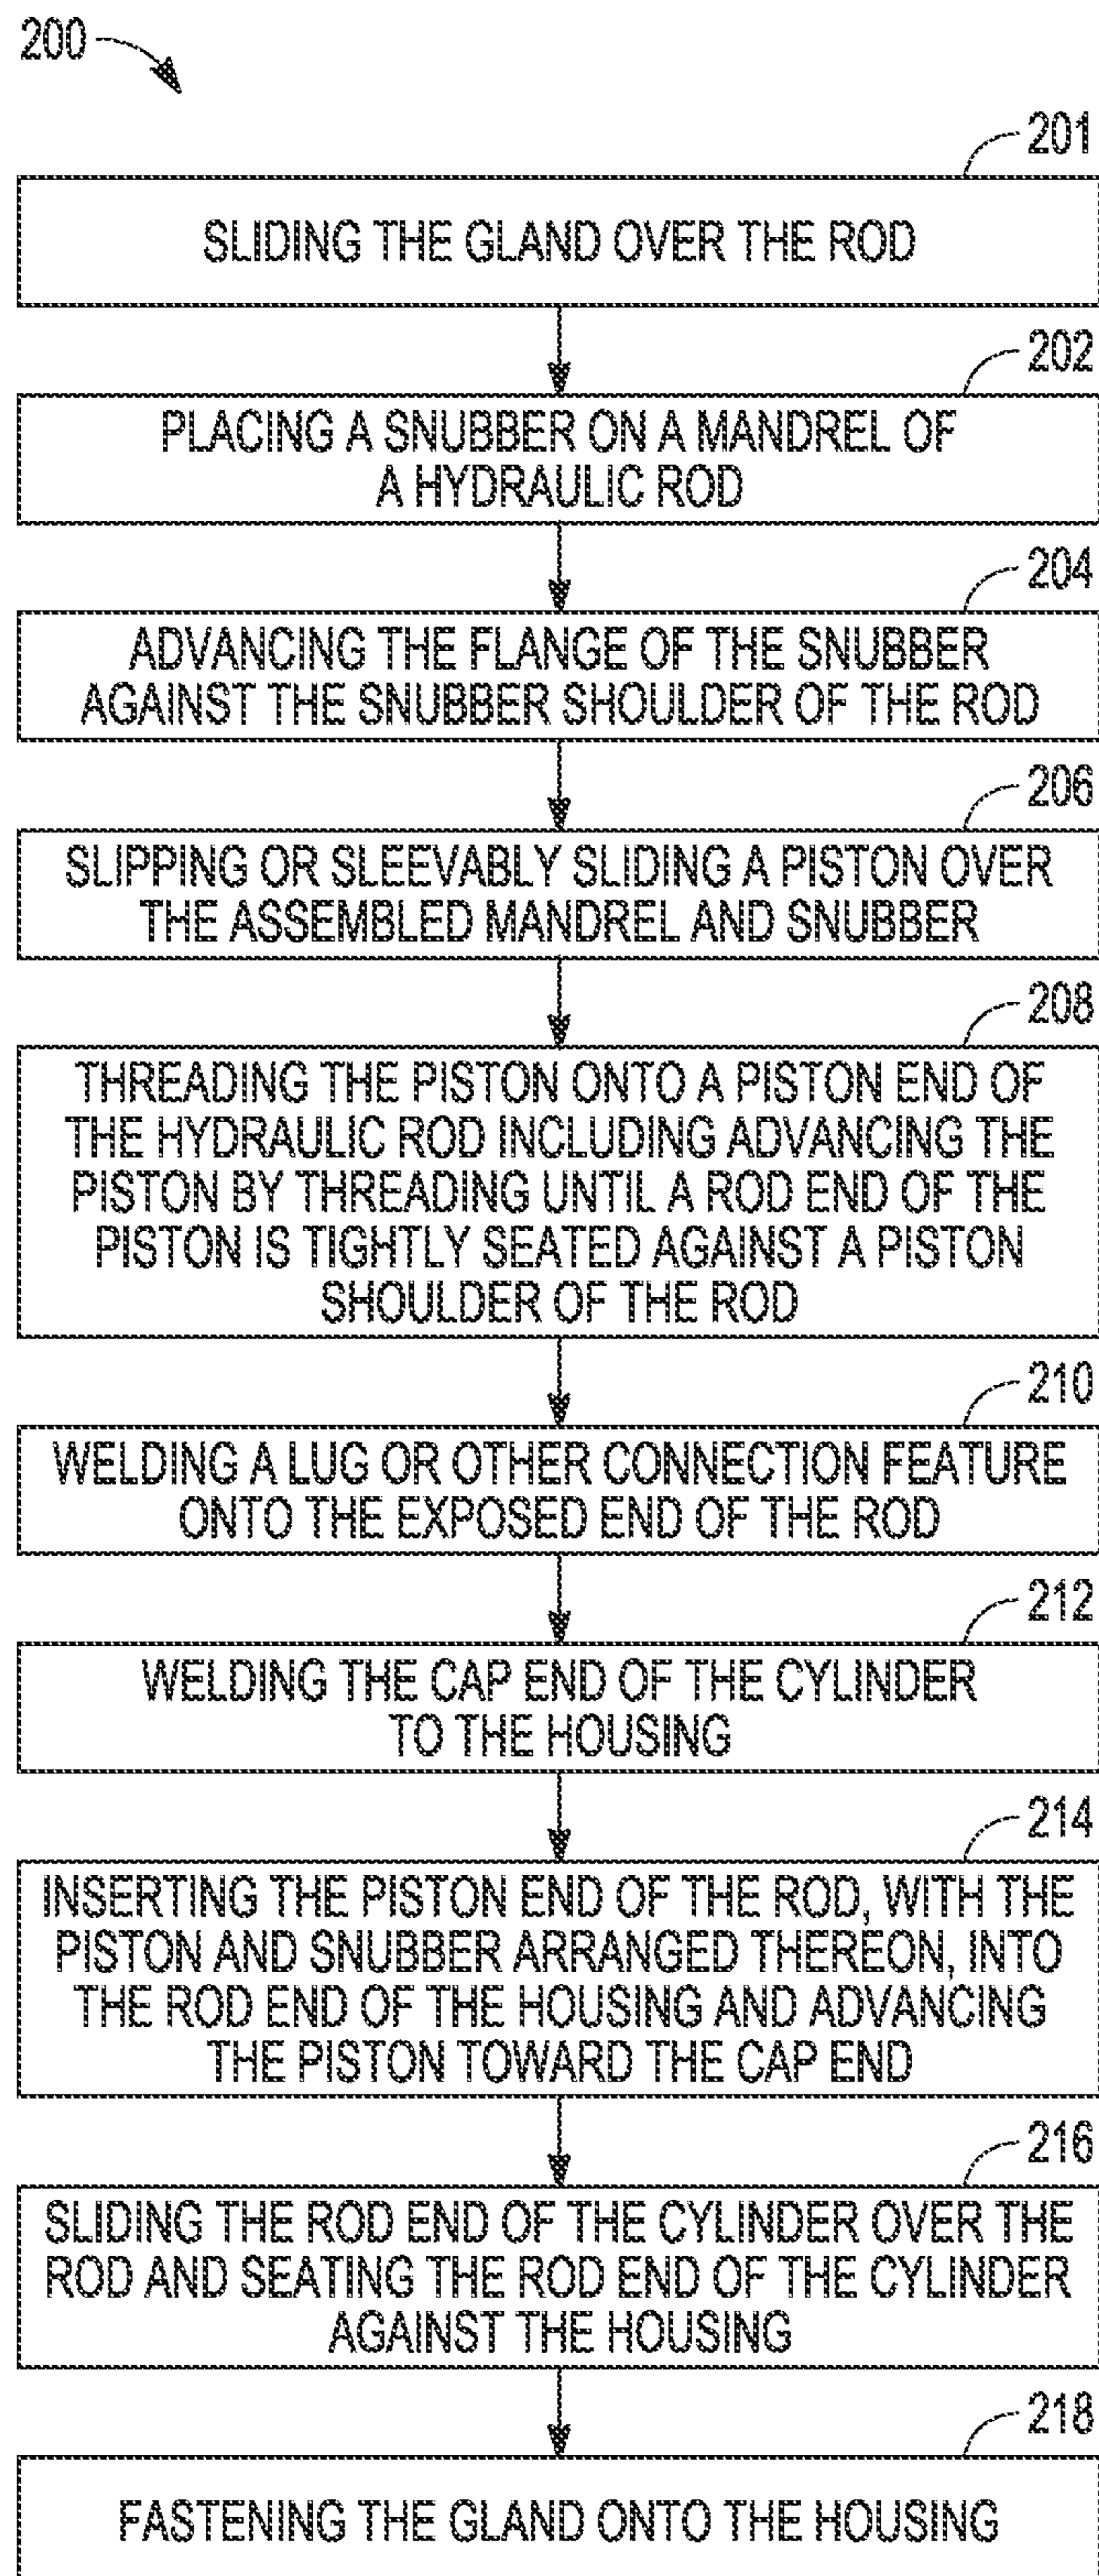 200
201
SLIDING THE GLAND OVER THE ROD
202
PLACING A SNUBBER ON A MANDREL OF
A HYDRAULIC ROD
204
ADVANCING THE FLANGE OF THE SNUBBER
AGAINST THE SNUBBER SHOULDER OF THE ROD
206
SLIPPING OR SLEEVABLY SLIDING A PISTON OVER
THE ASSEMBLED MANDREL AND SNUBBER
208
THREADING THE PISTON ONTO A PISTON END OF
THE HYDRAULIC ROD INCLUDING ADVANCING THE
PISTON BY THREADING UNTIL A ROD END OF THE
PISTON IS TIGHTLY SEATED AGAINST A PISTON
SHOULDER OF THE ROD
210
WELDING A LUG OR OTHER CONNECTION FEATURE
ONTO THE EXPOSED END OF THE ROD
212
WELDING THE CAP END OF THE CYLINDER
TO THE HOUSING
214
INSERTING THE PISTON END OF THE ROD, WITH THE
PISTON AND SNUBBER ARRANGED THEREON, INTO
THE ROD END OF THE HOUSING AND ADVANCING
THE PISTON TOWARD THE CAP END
216
SLIDING THE ROD END OF THE CYLINDER OVER THE
ROD AND SEATING THE ROD END OF THE CYLINDER
AGAINST THE HOUSING
218
FASTENING THE GLAND ONTO THE HOUSING